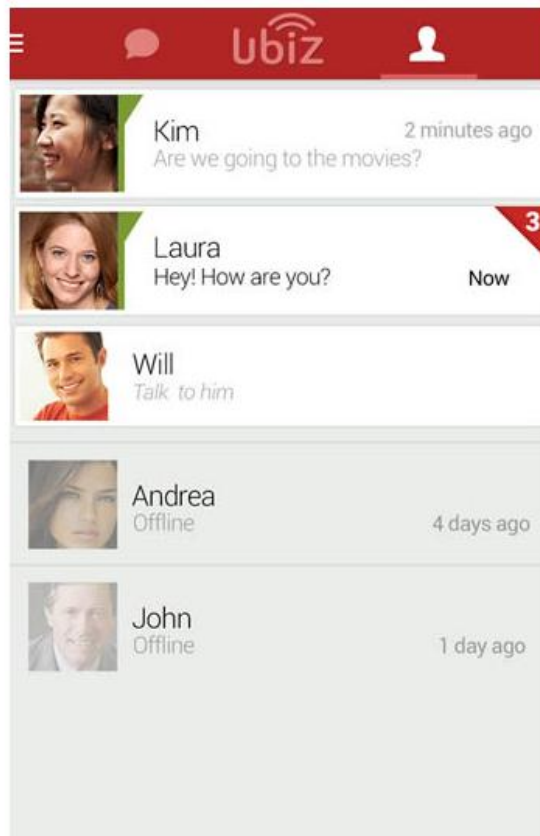 ubiz
Kim
2 minutes ago
Are we going to the movies?
3
Laura
Hey! How are you?
Now
Will
Talk to him
Andrea
Offline
4 days ago
John
Offline
1 day ago